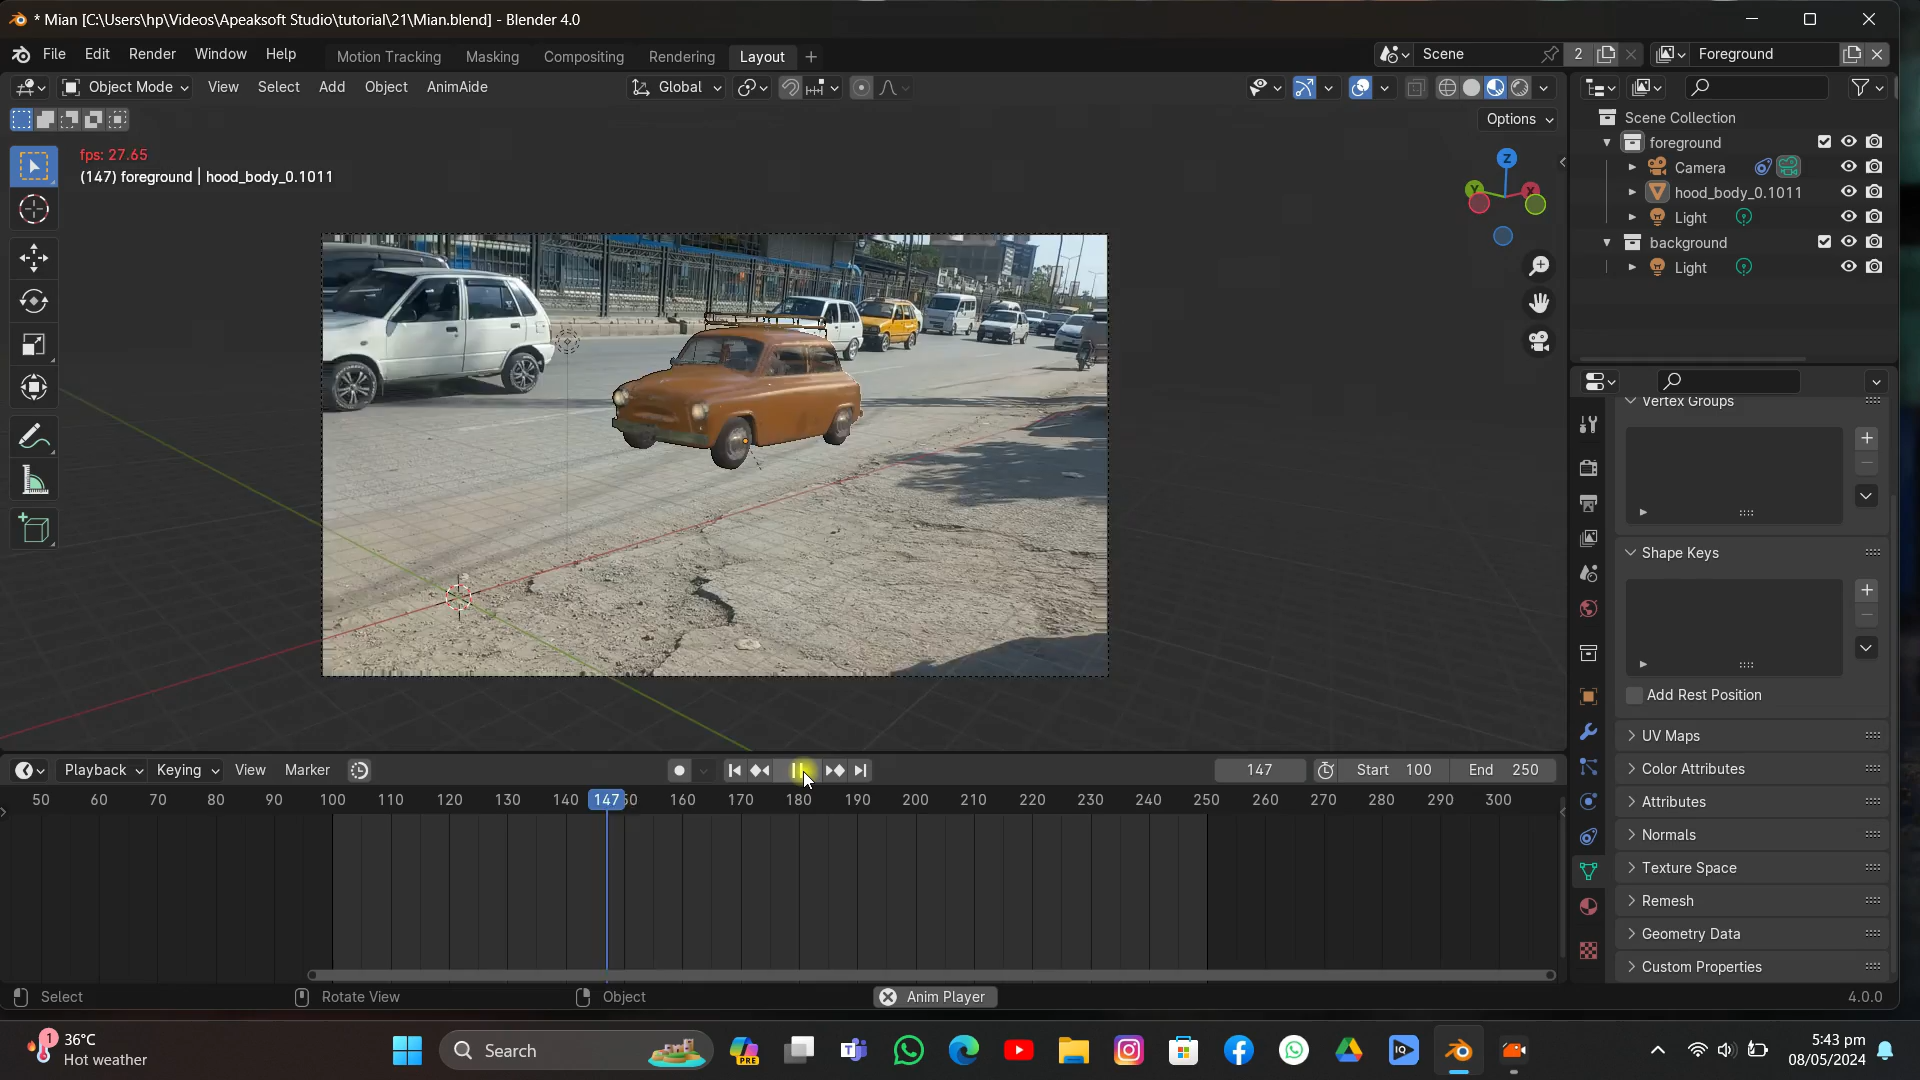 * Mian [C:\Users\hp\Videos\Apeaksoft Studio\tutorial\21\Mian.blend] - Blender 4.0
File Edit Render Window Help Motion Tracking Masking Compositing Rendering Layout Scene 2 Foreground
Object Mode View Select Add Object AnimAide Global
Options
fps: 27.65
(147) foreground | hood_body_0.1011
Z
Y
X
Scene Collection
foreground
Camera
hood_body_0.1011
Light
background
Light
Vertex Groups
Shape Keys
Add Rest Position
UV Maps
Color Attributes
Attributes
Normals
Texture Space
Remesh
Geometry Data
Custom Properties
Playback Keying View Marker 147 Start 100 End 250
50 60 70 80 90 100 110 120 130 140 147 160 170 180 190 200 210 220 230 240 250 260 270 280 290 300
Select Rotate View Object Anim Player 4.0.0
1
36°C
Hot weather
Search
PRE
IQ
5:43 pm
08/05/2024